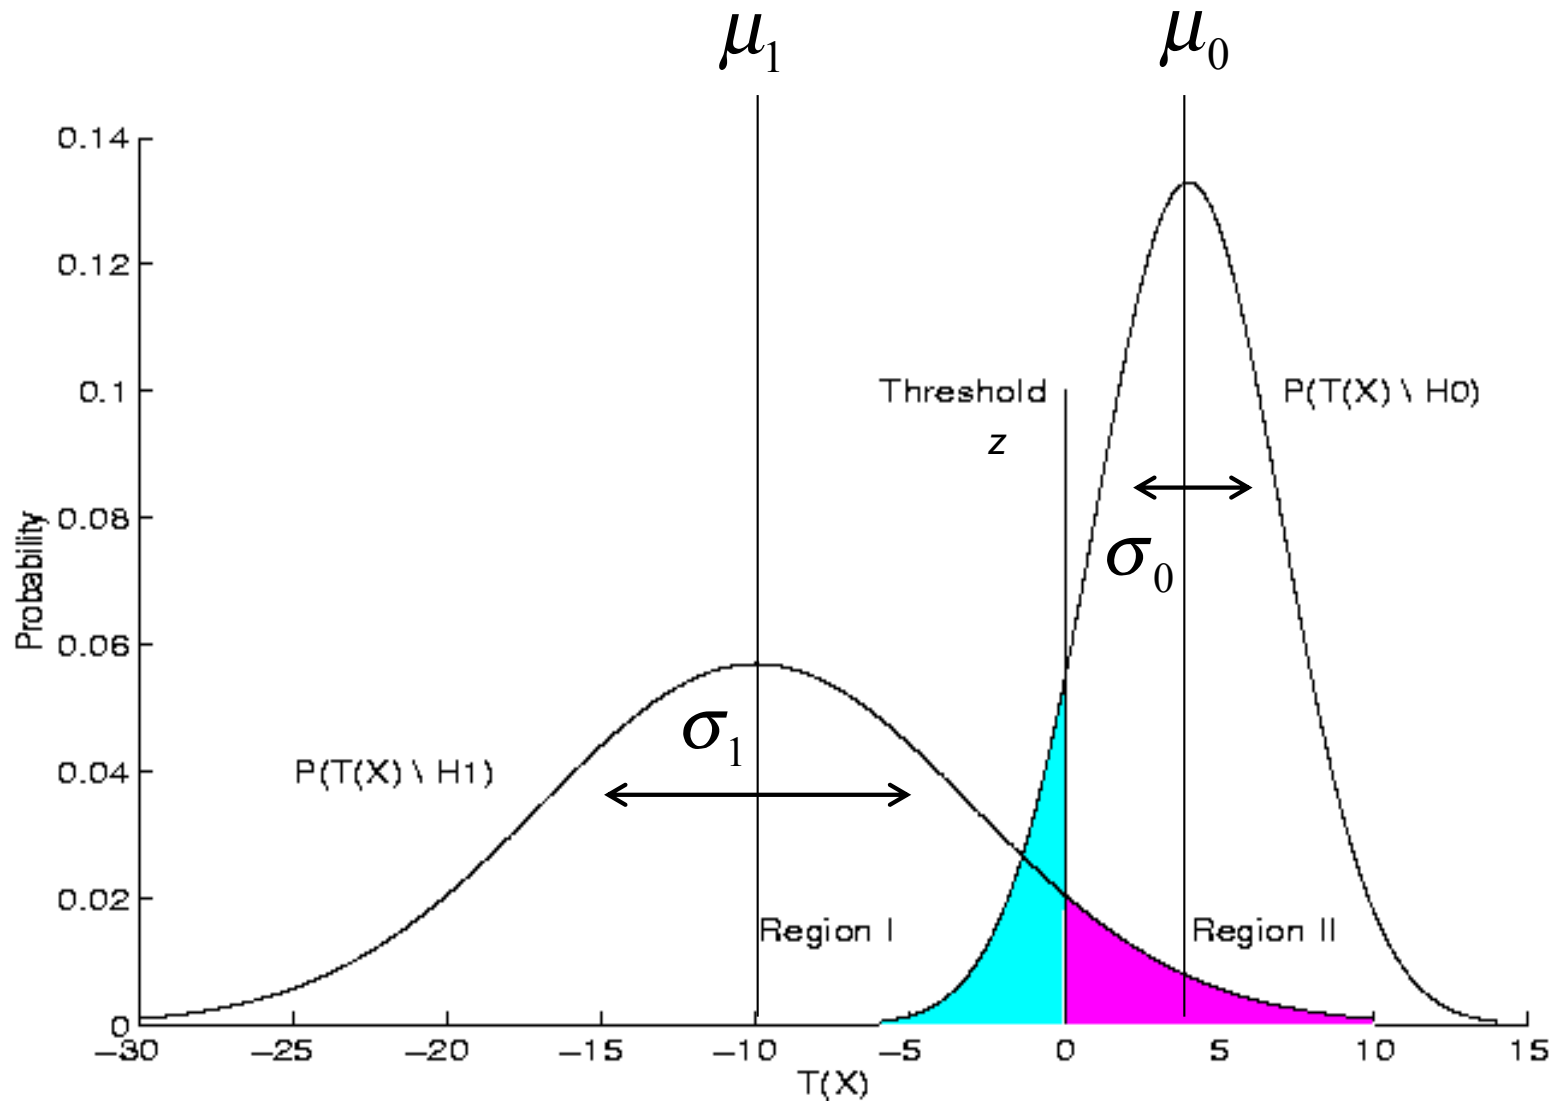 μ₁
μ₀
0.14
0.12
0.1
0.08
0.06
0.04
0.02
0
Probability
Threshold
z
P(T(X) \ H0)
σ₀
σ₁
P(T(X) \ H1)
Region I
Region II
−30
−25
−20
−15
−10
−5
0
5
10
15
T(X)